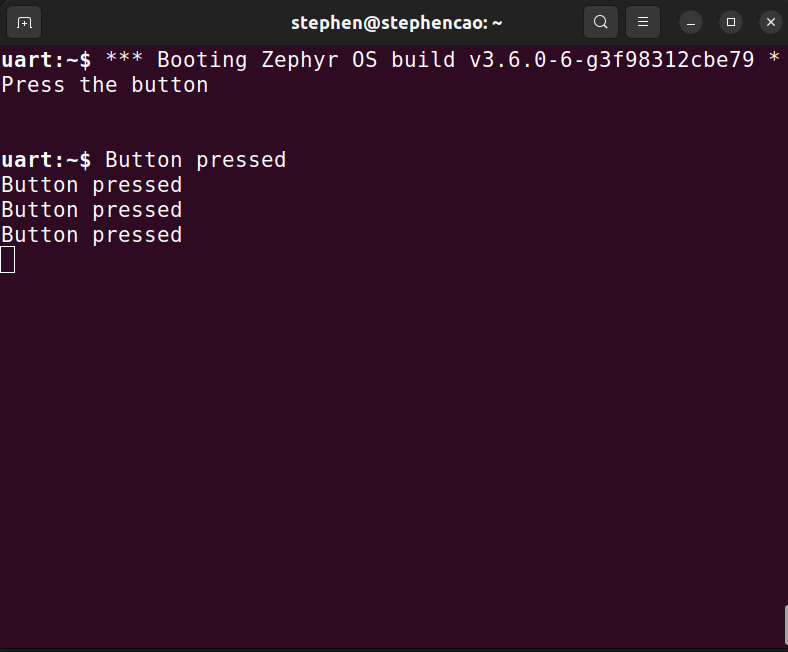 stephen@stephencao: ~
uart:~$ *** Booting Zephyr OS build v3.6.0-6-g3f98312cbe79 *
Press the button
uart:~$ Button pressed
Button pressed
Button pressed
Button pressed